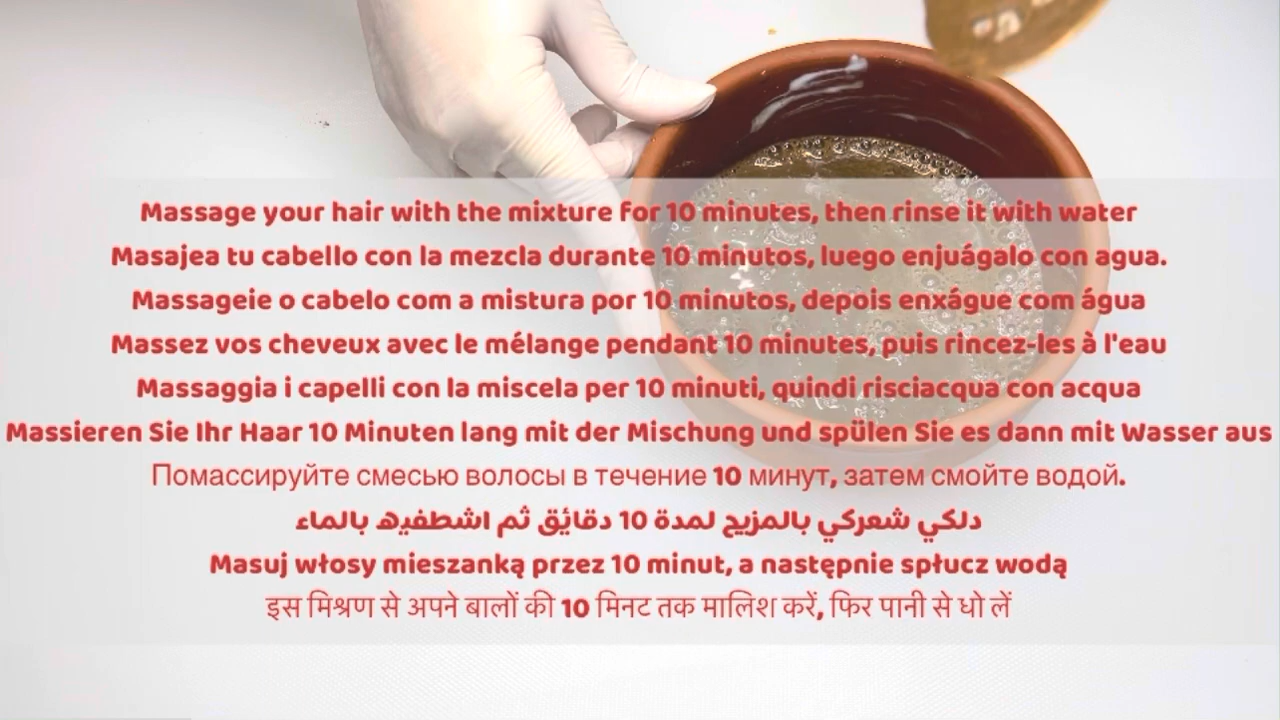 Massage your hair with the mixture for 10 minutes, then rinse it with water
Masajea tu cabello con la mezcla durante 10 minutos, luego enjuágalo con agua.
Massageie o cabelo com a mistura por 10 minutos, depois enxágue com água
Massez vos cheveux avec le mélange pendant 10 minutes, puis rincez-les à l'eau
Massaggia i capelli con la miscela per 10 minuti, quindi risciacqua con acqua
Massieren Sie Ihr Haar 10 Minuten lang mit der Mischung und spülen Sie es dann mit Wasser aus
Помассируйте смесью волосы в течение 10 минут, затем смойте водой.
دلكي شعركي بالمزيج لمدة 10 دقائق ثم اشطفيه بالماء
Masuj włosy mieszanką przez 10 minut, a następnie spłucz wodą
इस मिश्रण से अपने बालों की 10 मिनट तक मालिश करें, फिर पानी से धो लें